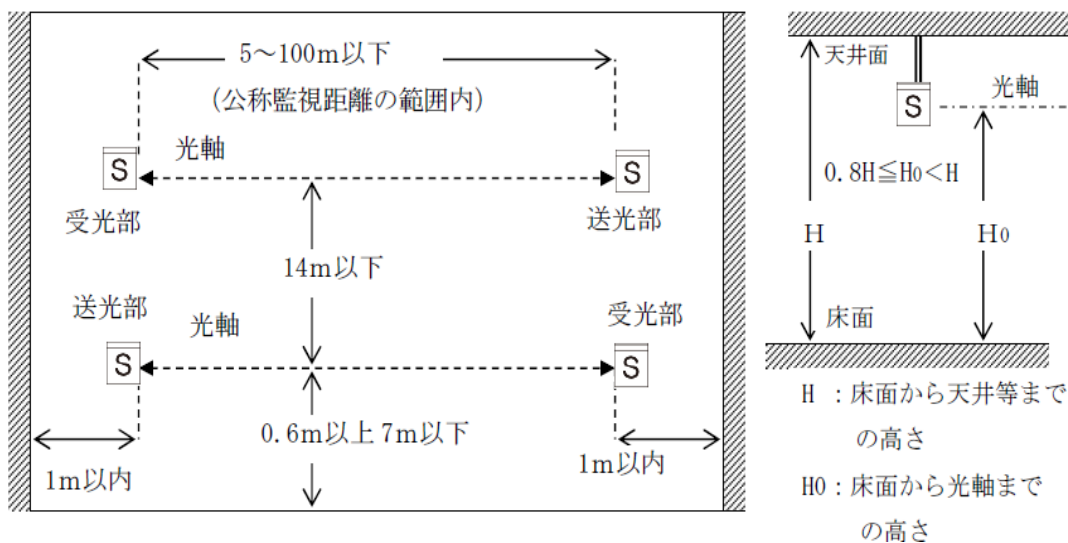 5～100m以下
（公称監視距離の範囲内）
光軸
S
S
受光部
送光部
14m以下
送光部
光軸
受光部
S
S
0.6m以上7m以下
1m以内
1m以内
天井面
S
光軸
0.8H≦H0＜H
H
H0
床面
H ：床面から天井等まで
の高さ
H0：床面から光軸まで
の高さ